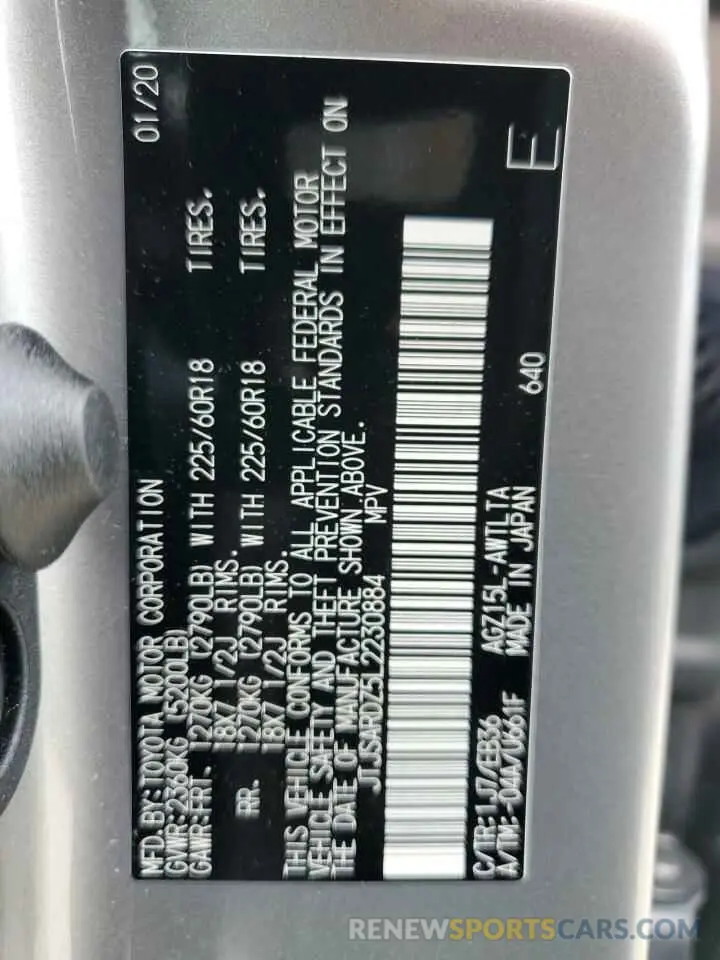 MFD. BY: TOYOTA MOTOR CORPORATION 01/20
GVWR: 2360KG (5200LB)
GAWR: FRT. 1270KG (2790LB) WITH 225/60R18 TIRES.
18X7 1/2J RIMS.
RR. 1270KG (2790LB) WITH 225/60R18 TIRES.
18X7 1/2J RIMS.
THIS VEHICLE CONFORMS TO ALL APPLICABLE FEDERAL MOTOR
VEHICLE SAFETY AND THEFT PREVENTION STANDARDS IN EFFECT ON
THE DATE OF MANUFACTURE SHOWN ABOVE.
JTJSARDZ5L2230884 MPV
C/TR: 1J7/EB36 AGZ15L-AWTLTA
A/TM: -04A/U661F MADE IN JAPAN 640 E
RENEWSPORTSCARS.COM